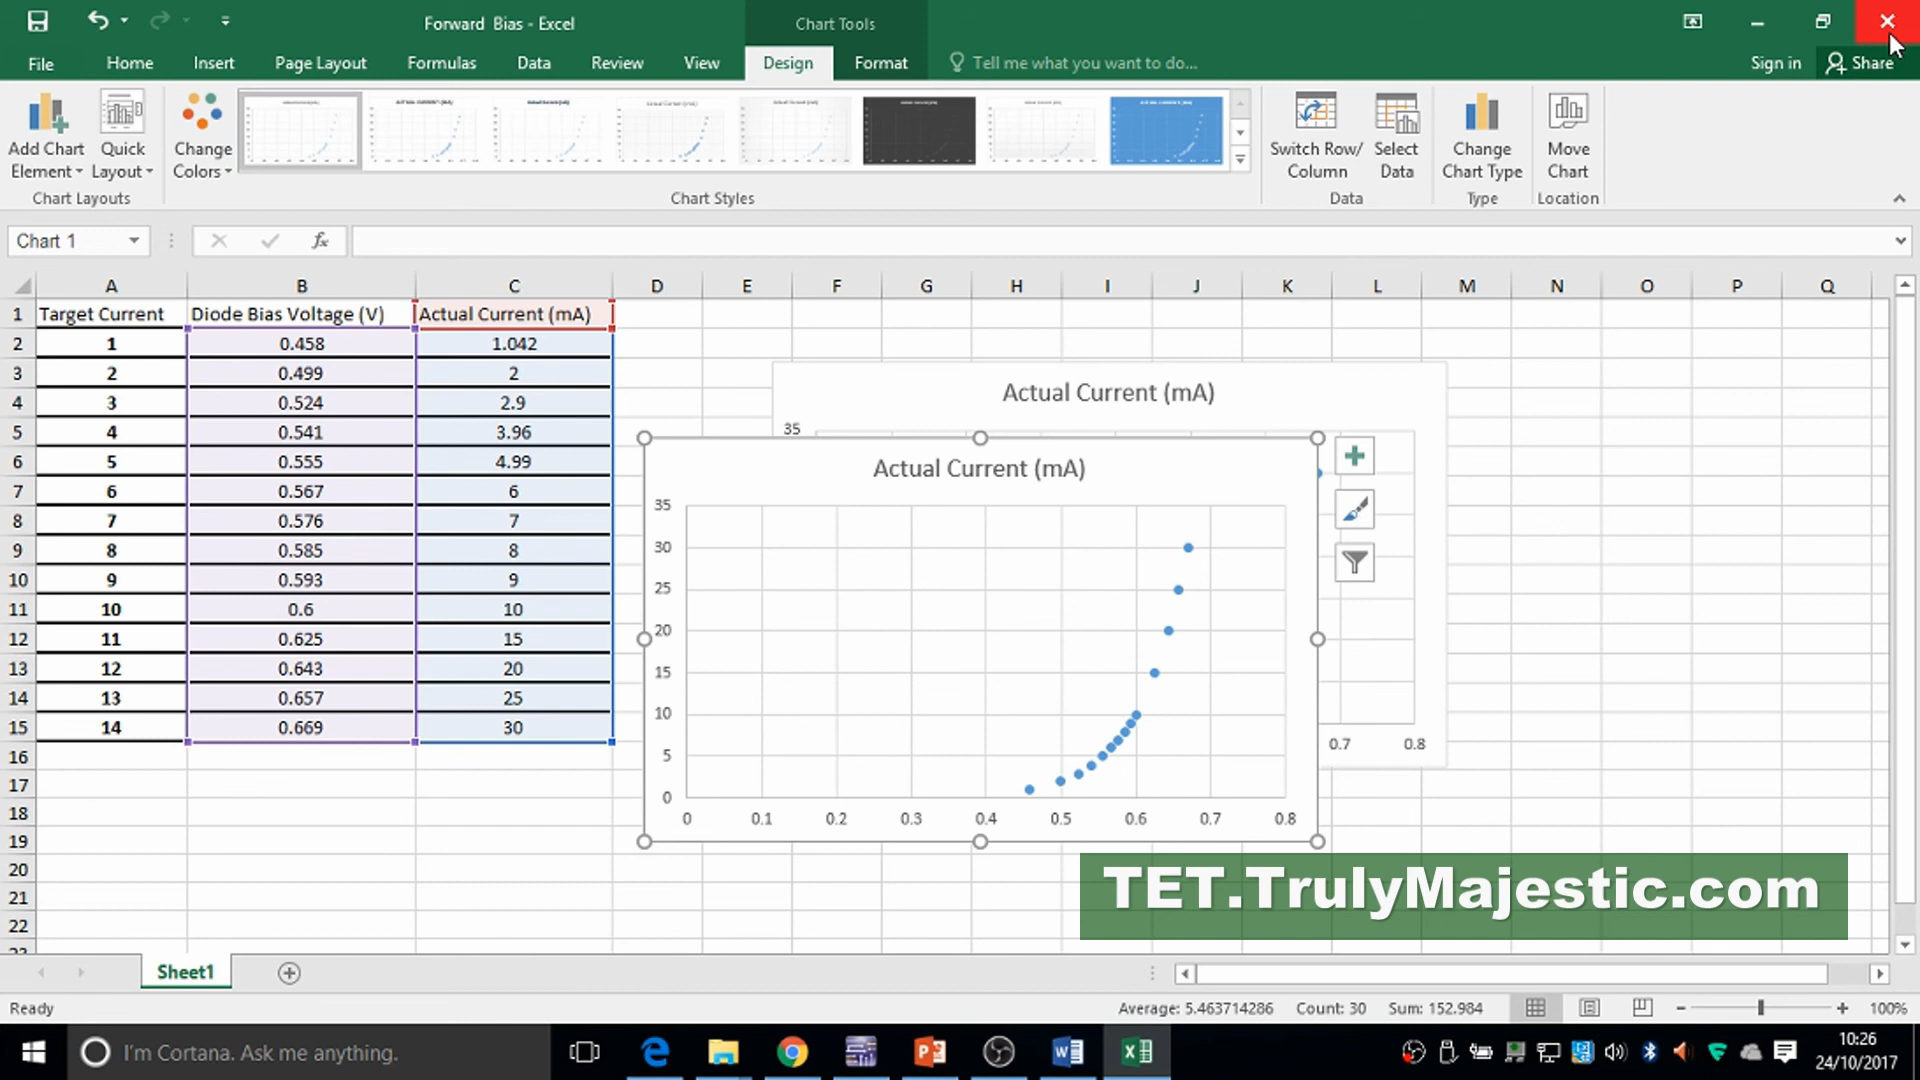 Forward Bias - Excel
Chart Tools
File Home Insert Page Layout Formulas Data Review View Design Format Tell me what you want to do... Sign in Share
Add Chart Element
Quick Layout
Change Colors
Switch Row/ Column
Select Data
Change Chart Type
Move Chart
Chart Layouts Chart Styles Data Type Location
Chart 1 fx
A B C D E F G H I J K L M N O P Q
1 Target Current Diode Bias Voltage (V) Actual Current (mA)
2 1 0.458 1.042
3 2 0.499 2
4 3 0.524 2.9
5 4 0.541 3.96
6 5 0.555 4.99
7 6 0.567 6
8 7 0.576 7
9 8 0.585 8
10 9 0.593 9
11 10 0.6 10
12 11 0.625 15
13 12 0.643 20
14 13 0.657 25
15 14 0.669 30
16
17
18
19
20
21
22
Actual Current (mA)
35
0.7 0.8
Actual Current (mA)
35
30
25
20
15
10
5
0
0 0.1 0.2 0.3 0.4 0.5 0.6 0.7 0.8
TET.TrulyMajestic.com
Sheet1
Ready Average: 5.463714286 Count: 30 Sum: 152.984 100%
I'm Cortana. Ask me anything.
10:26
24/10/2017